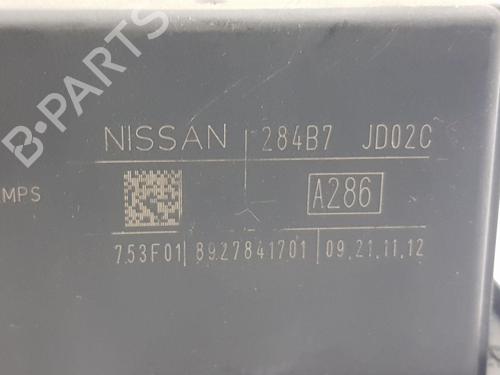 NISSAN 284B7 JD02C
MPS A286
753F01 8927841701 09.21.11.12
B-Parts